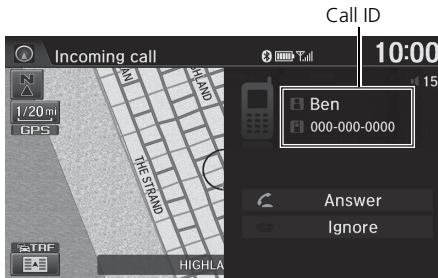 Call ID
Incoming call
10:00
N
15
1/20mi
GPS
Ben
000-000-0000
HIGHLAND
THE STRAND
Answer
Ignore
TRF
HIGHLA